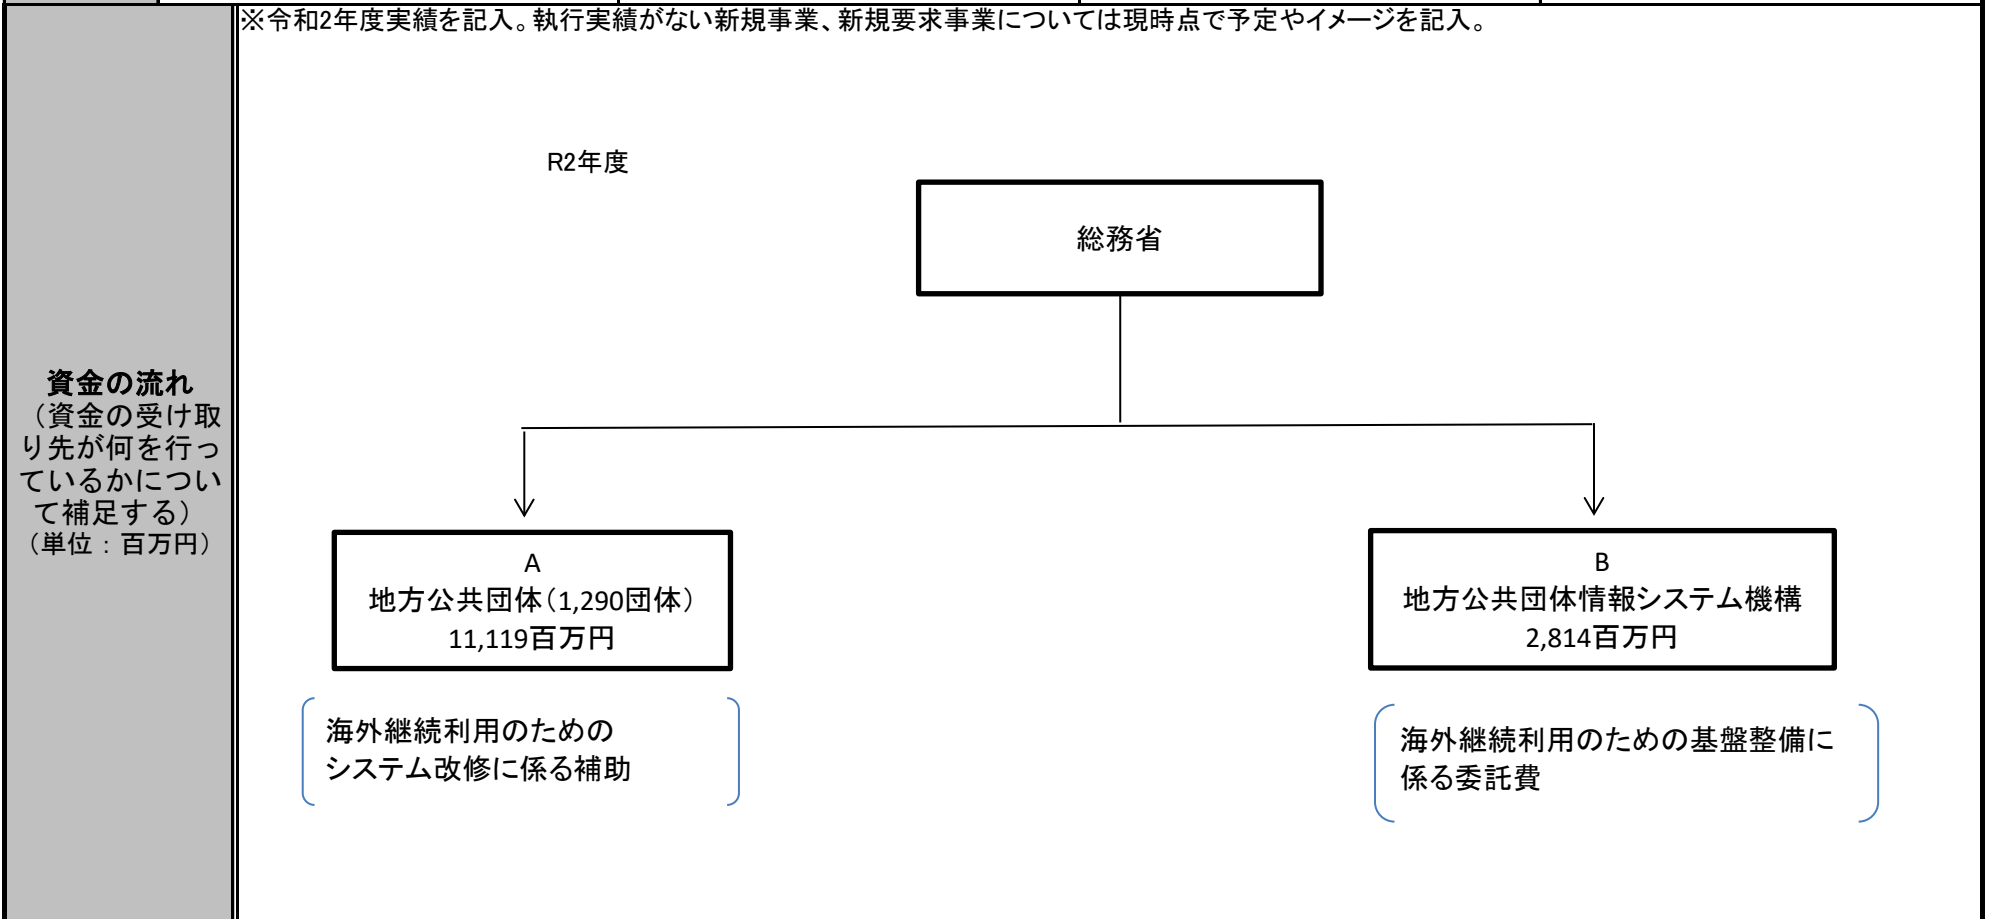 ※令和2年度実績を記入。執行実績がない新規事業、新規要求事業については現時点で予定やイメージを記入。
資金の流れ
（資金の受け取
り先が何を行っ
ているかについ
て補足する）
（単位：百万円）
R2年度
総務省
A
地方公共団体（1,290団体）
11,119百万円
海外継続利用のための
システム改修に係る補助
B
地方公共団体情報システム機構
2,814百万円
海外継続利用のための基盤整備に
係る委託費